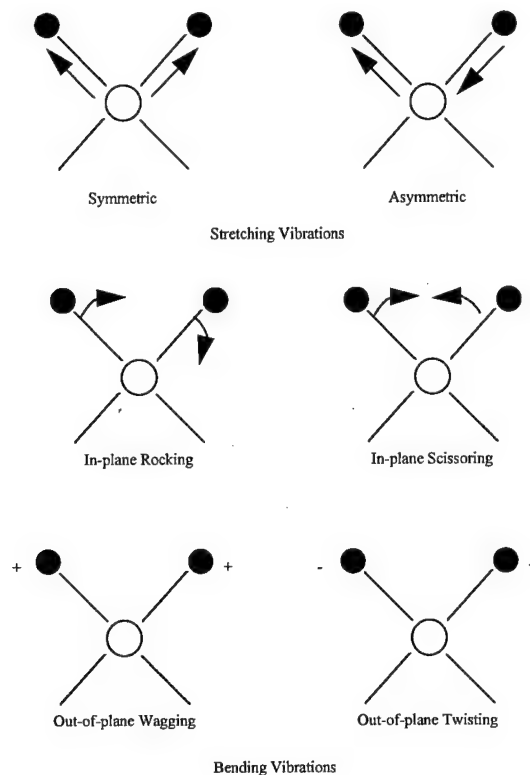 Symmetric Asymmetric
Stretching Vibrations
In-plane Rocking In-plane Scissoring
+ + -
Out-of-plane Wagging Out-of-plane Twisting
Bending Vibrations